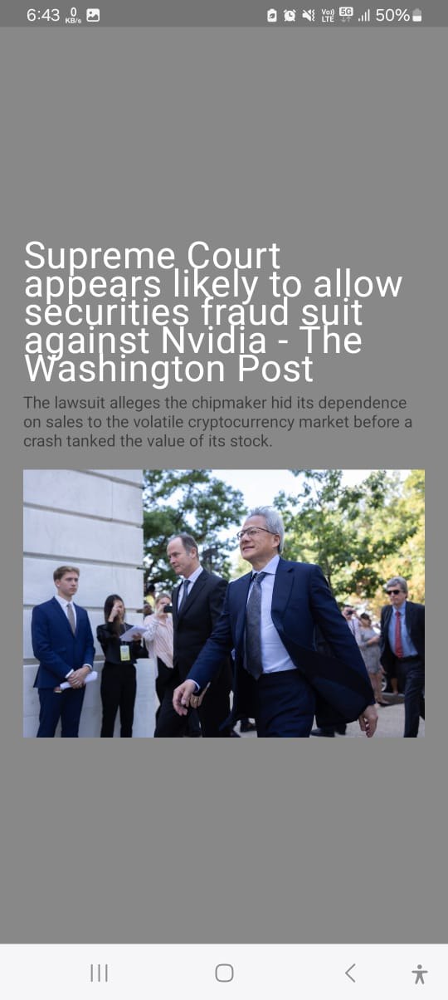 6:43 0 KB/s Vo) LTE 5G 50%
Supreme Court
appears likely to allow
securities fraud suit
against Nvidia - The
Washington Post
The lawsuit alleges the chipmaker hid its dependence
on sales to the volatile cryptocurrency market before a
crash tanked the value of its stock.